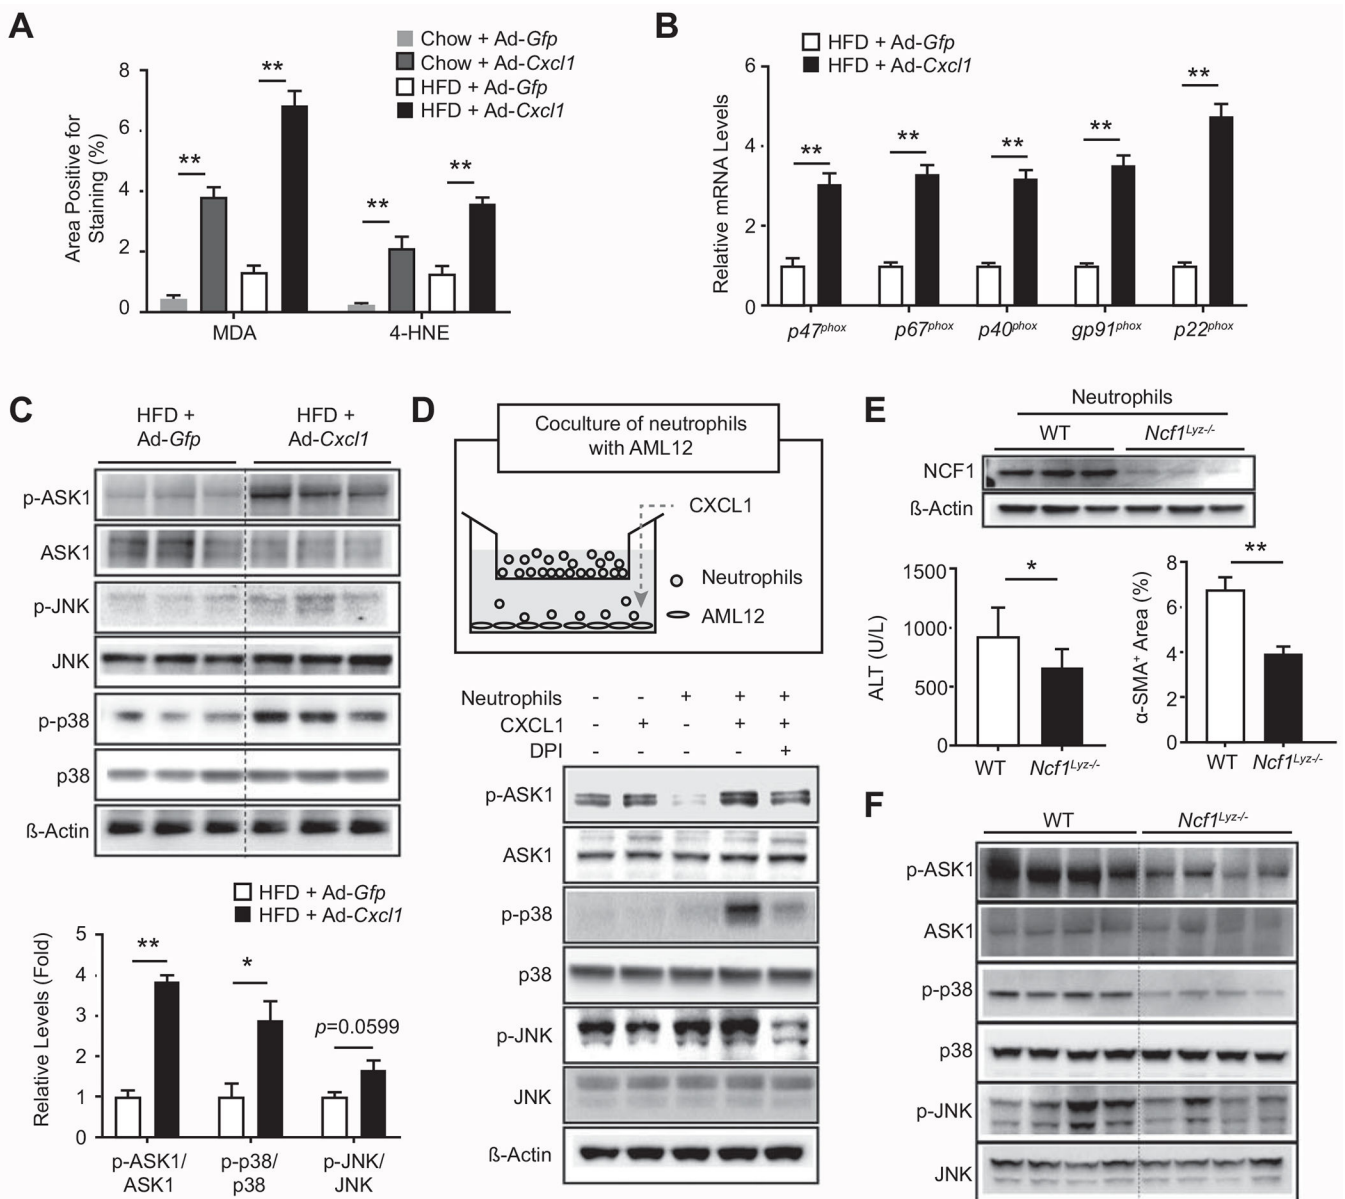 A
Chow + Ad-Gfp
Chow + Ad-Cxcl1
HFD + Ad-Gfp
HFD + Ad-Cxcl1
Area Positive for
Staining (%)
8
6
4
2
0
**
**
**
**
MDA
4-HNE
B
HFD + Ad-Gfp
HFD + Ad-Cxcl1
Relative mRNA Levels
6
4
2
0
**
**
**
**
**
p47phox
p67phox
p40phox
gp91phox
p22phox
C
HFD +
Ad-Gfp
HFD +
Ad-Cxcl1
p-ASK1
ASK1
p-JNK
JNK
p-p38
p38
ß-Actin
HFD + Ad-Gfp
HFD + Ad-Cxcl1
Relative Levels (Fold)
5
4
3
2
1
0
**
*
p=0.0599
p-ASK1/
ASK1
p-p38/
p38
p-JNK/
JNK
D
Coculture of neutrophils
with AML12
CXCL1
Neutrophils
AML12
Neutrophils - - + + +
CXCL1 - + - + +
DPI - - - - +
p-ASK1
ASK1
p-p38
p38
p-JNK
JNK
ß-Actin
E
Neutrophils
WT
Ncf1Lyz-/-
NCF1
ß-Actin
ALT (U/L)
1500
1000
500
0
*
WT
Ncf1Lyz-/-
α-SMA+ Area (%)
8
6
4
2
0
**
WT
Ncf1Lyz-/-
F
WT
Ncf1Lyz-/-
p-ASK1
ASK1
p-p38
p38
p-JNK
JNK